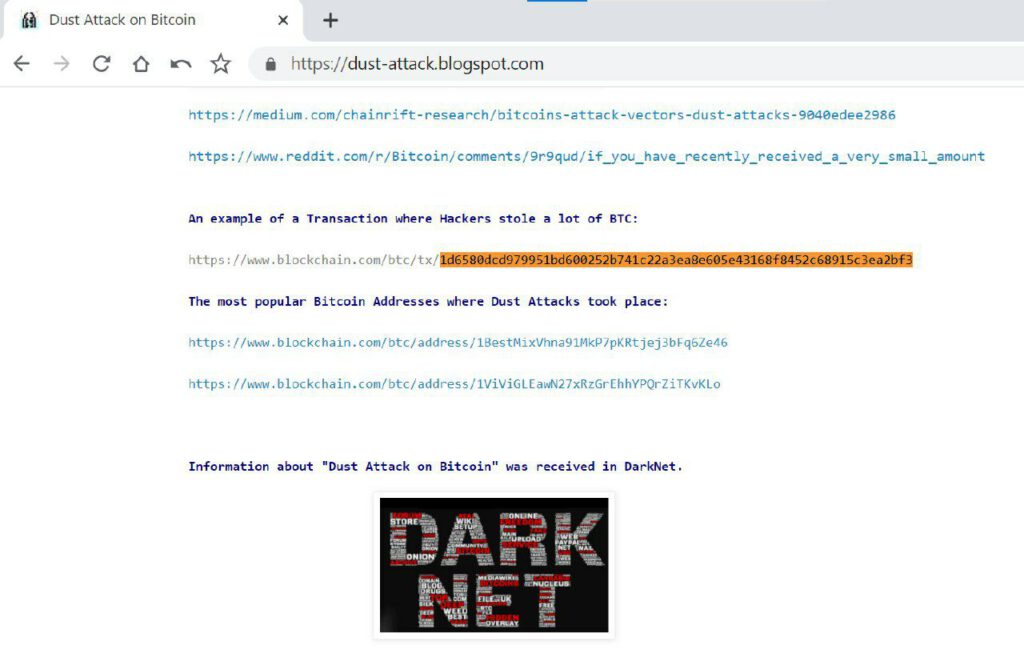 Dust Attack on Bitcoin
https://dust-attack.blogspot.com
https://medium.com/chainrift-research/bitcoins-attack-vectors-dust-attacks-9040edee2986
https://www.reddit.com/r/Bitcoin/comments/9r9qud/if_you_have_recently_received_a_very_small_amount
An example of a Transaction where Hackers stole a lot of BTC:
https://www.blockchain.com/btc/tx/1d6580dcd979951bd600252b741c22a3ea8e605e43168f8452c68915c3ea2bf3
The most popular Bitcoin Addresses where Dust Attacks took place:
https://www.blockchain.com/btc/address/1BestMixVhna91MkP7pKRtjej3bFq6Ze46
https://www.blockchain.com/btc/address/1ViViGLEawN27xRzGrEhhYPQrZiTKvKLo
Information about "Dust Attack on Bitcoin" was received in DarkNet.
DARK
NET